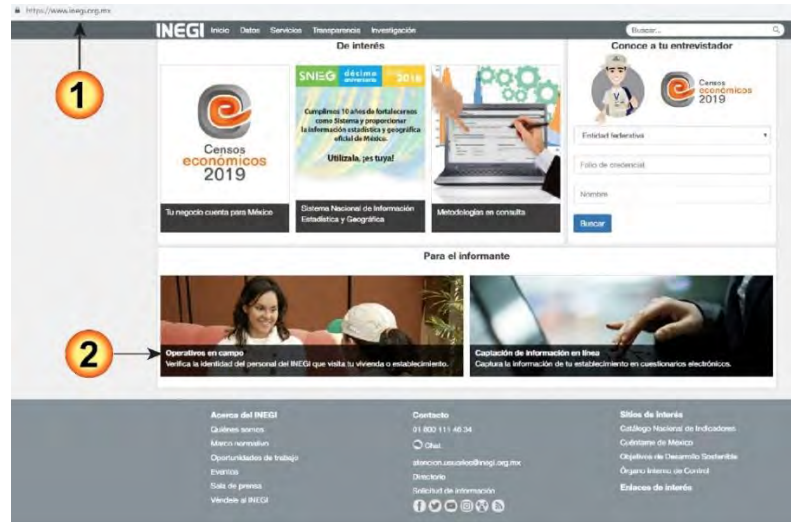 https://www.inegi.org.mx
INEGI Inicio Datos Servicios Transparencia Investigación Buscar...
1
De interés
Censos
económicos
2019
Tu negocio cuenta para México
SNIEG décimo aniversario 2018
Cumplimos 10 años de fortalecernos
como Sistema y proporcionar
la información estadística y geográfica
oficial de México.
Utilízala, ¡es tuya!
Sistema Nacional de Información
Estadística y Geográfica
Metodologías en consulta
Conoce a tu entrevistador
Censos
económicos
2019
Entidad federativa
Folio de credencial
Nombre
Buscar
Para el informante
2
Operativos en campo
Verifica la identidad del personal del INEGI que visita tu vivienda o establecimiento.
Captación de información en línea
Captura la información de tu establecimiento en cuestionarios electrónicos.
Acerca del INEGI
Quiénes somos
Marco normativo
Oportunidades de trabajo
Eventos
Sala de prensa
Véndele al INEGI
Contacto
01 800 111 46 34
Chat
atencion.usuarios@inegi.org.mx
Directorio
Solicitud de información
Sitios de interés
Catálogo Nacional de Indicadores
Cuéntame de México
Objetivos de Desarrollo Sostenible
Órgano Interno de Control
Enlaces de interés